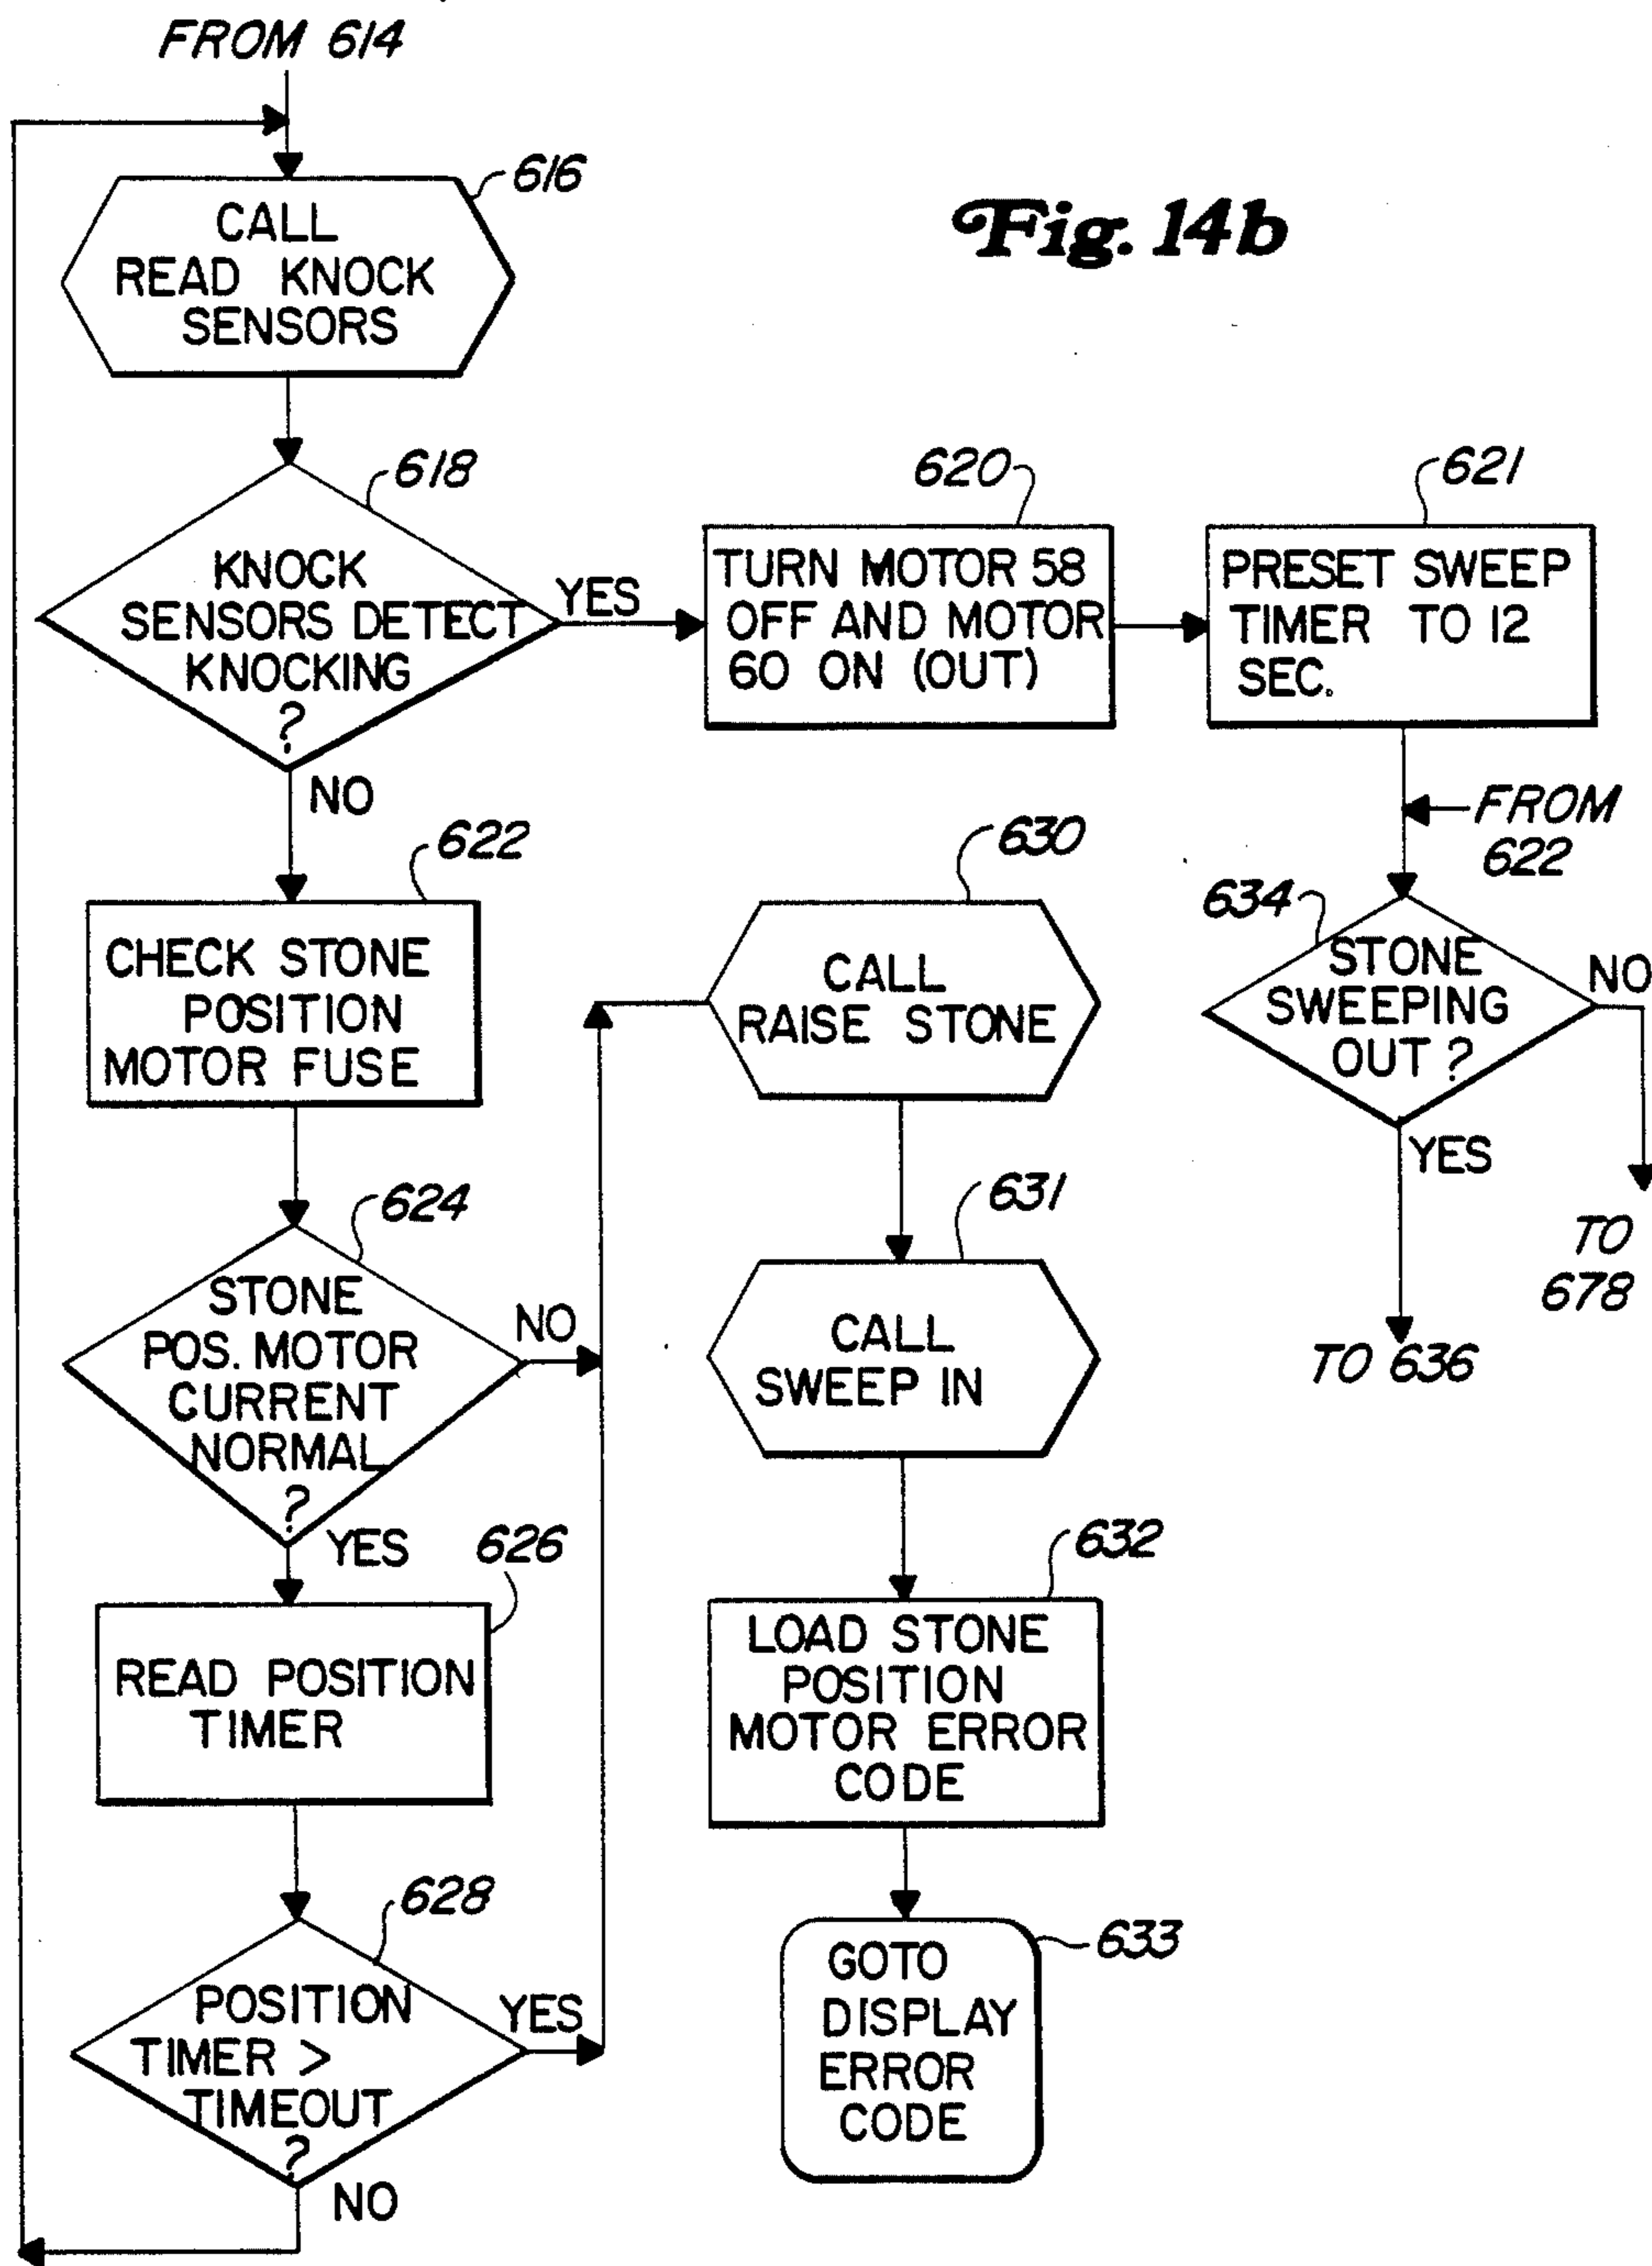 FROM 614
616
CALL
READ KNOCK
SENSORS
Fig. 14b
618
KNOCK
SENSORS DETECT
KNOCKING
?
YES
NO
620
TURN MOTOR 58
OFF AND MOTOR
60 ON (OUT)
621
PRESET SWEEP
TIMER TO 12
SEC.
FROM
622
634
STONE
SWEEPING
OUT ?
NO
YES
TO
678
TO 636
622
CHECK STONE
POSITION
MOTOR FUSE
624
STONE
POS. MOTOR
CURRENT
NORMAL
?
NO
YES
626
READ POSITION
TIMER
628
POSITION
TIMER >
TIMEOUT
?
YES
NO
630
CALL
RAISE STONE
631
CALL
SWEEP IN
632
LOAD STONE
POSITION
MOTOR ERROR
CODE
633
GOTO
DISPLAY
ERROR
CODE